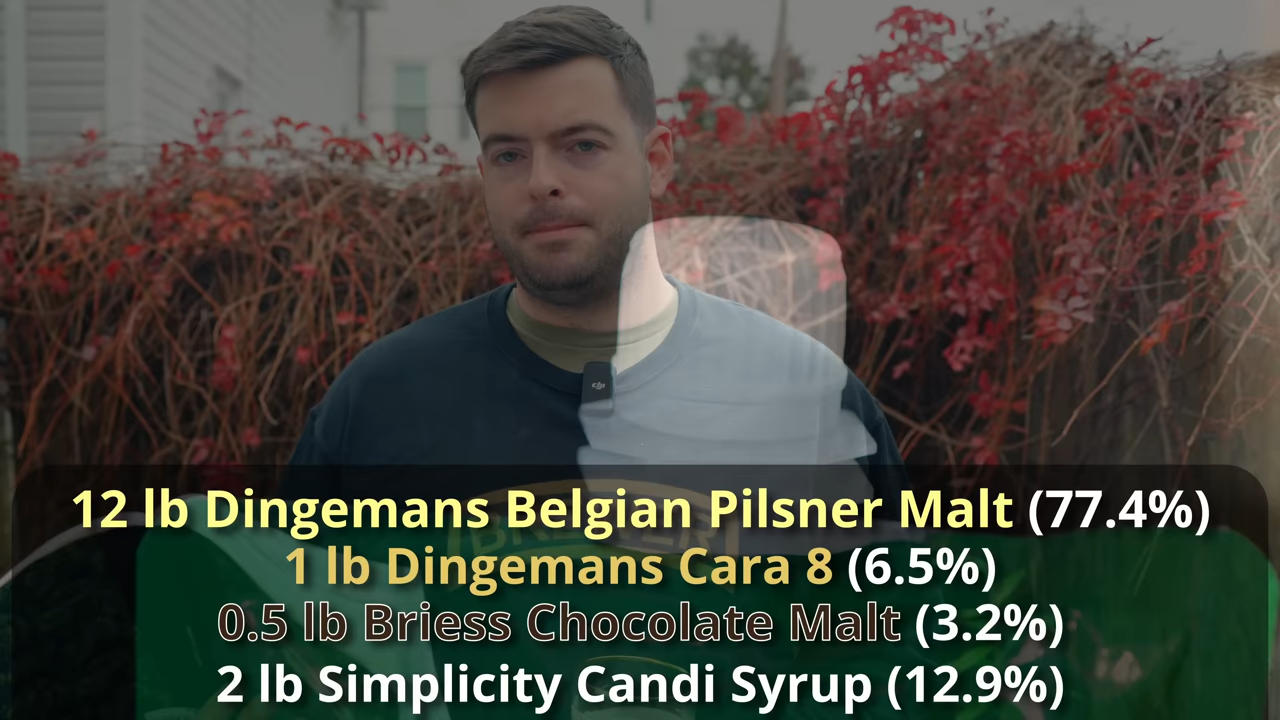 dji
12 lb Dingemans Belgian Pilsner Malt (77.4%)
1 lb Dingemans Cara 8 (6.5%)
0.5 lb Briess Chocolate Malt (3.2%)
2 lb Simplicity Candi Syrup (12.9%)